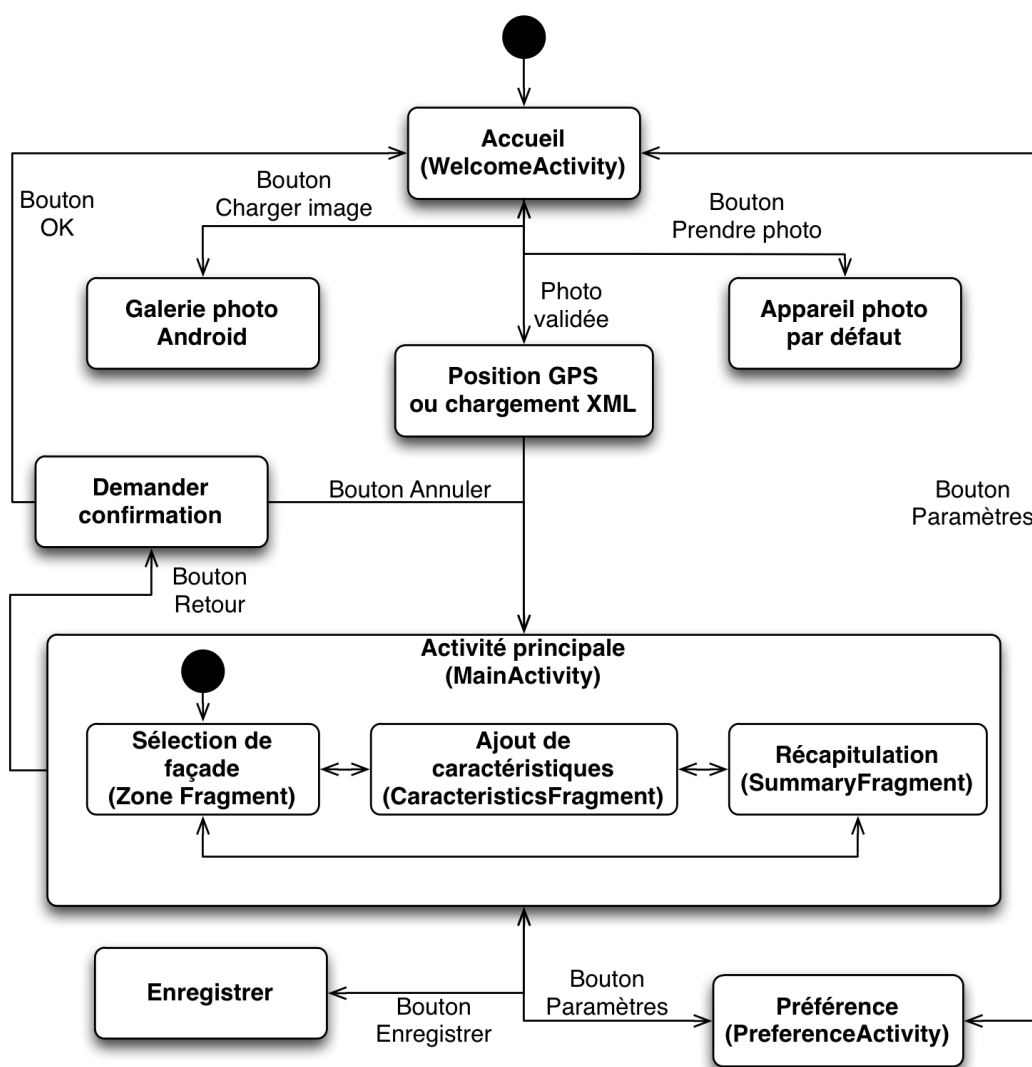 Accueil
(WelcomeActivity)
Bouton
OK
Bouton
Charger image
Bouton
Prendre photo
Galerie photo
Android
Photo
validée
Appareil photo
par défaut
Position GPS
ou chargement XML
Demander
confirmation
Bouton Annuler
Bouton
Paramètres
Bouton
Retour
Activité principale
(MainActivity)
Sélection de
façade
(Zone Fragment)
Ajout de
caractéristiques
(CaracteristicsFragment)
Récapitulation
(SummaryFragment)
Enregistrer
Bouton
Enregistrer
Bouton
Paramètres
Préférence
(PreferenceActivity)